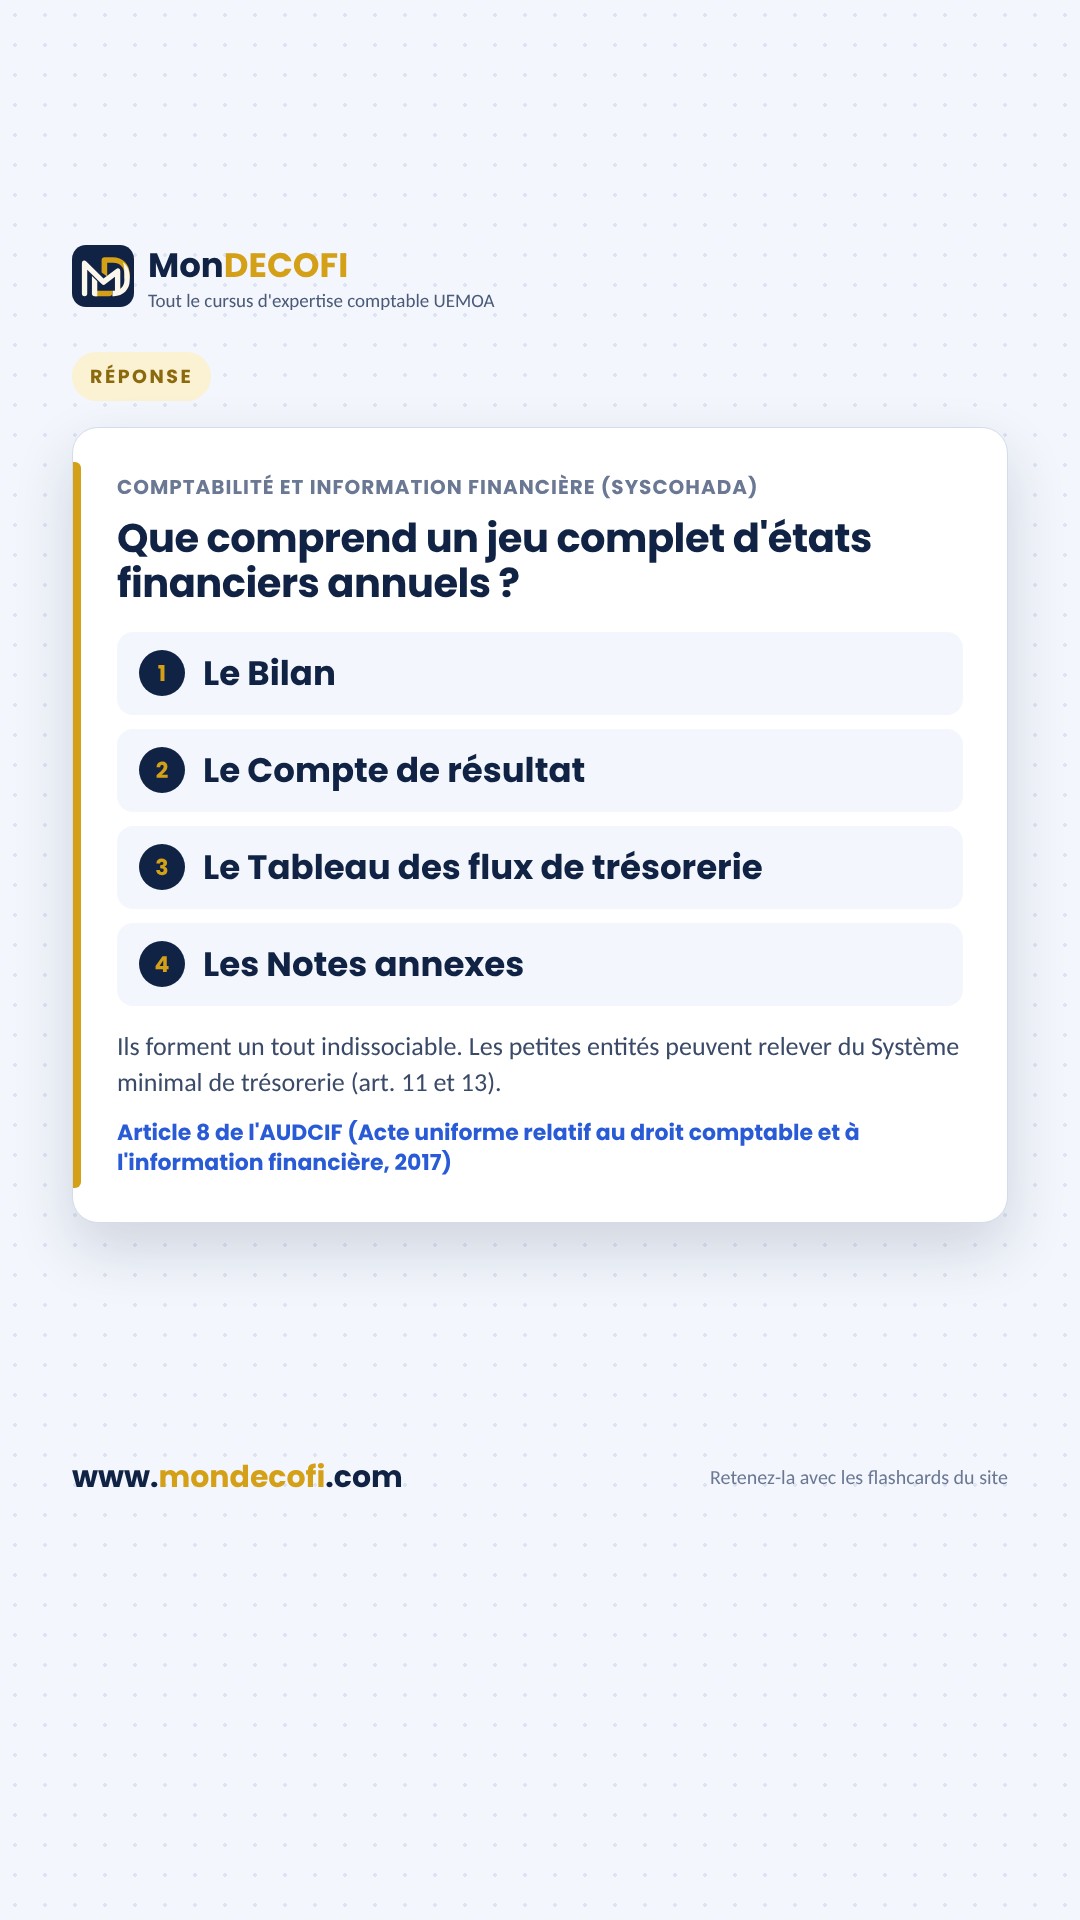 MonDECOFI
Tout le cursus d'expertise comptable UEMOA
RÉPONSE
COMPTABILITÉ ET INFORMATION FINANCIÈRE (SYSCOHADA)
Que comprend un jeu complet d'états
financiers annuels ?
1 Le Bilan
2 Le Compte de résultat
3 Le Tableau des flux de trésorerie
4 Les Notes annexes
Ils forment un tout indissociable. Les petites entités peuvent relever du Système
minimal de trésorerie (art. 11 et 13).
Article 8 de l'AUDCIF (Acte uniforme relatif au droit comptable et à
l'information financière, 2017)
www.mondecofi.com
Retenez-la avec les flashcards du site